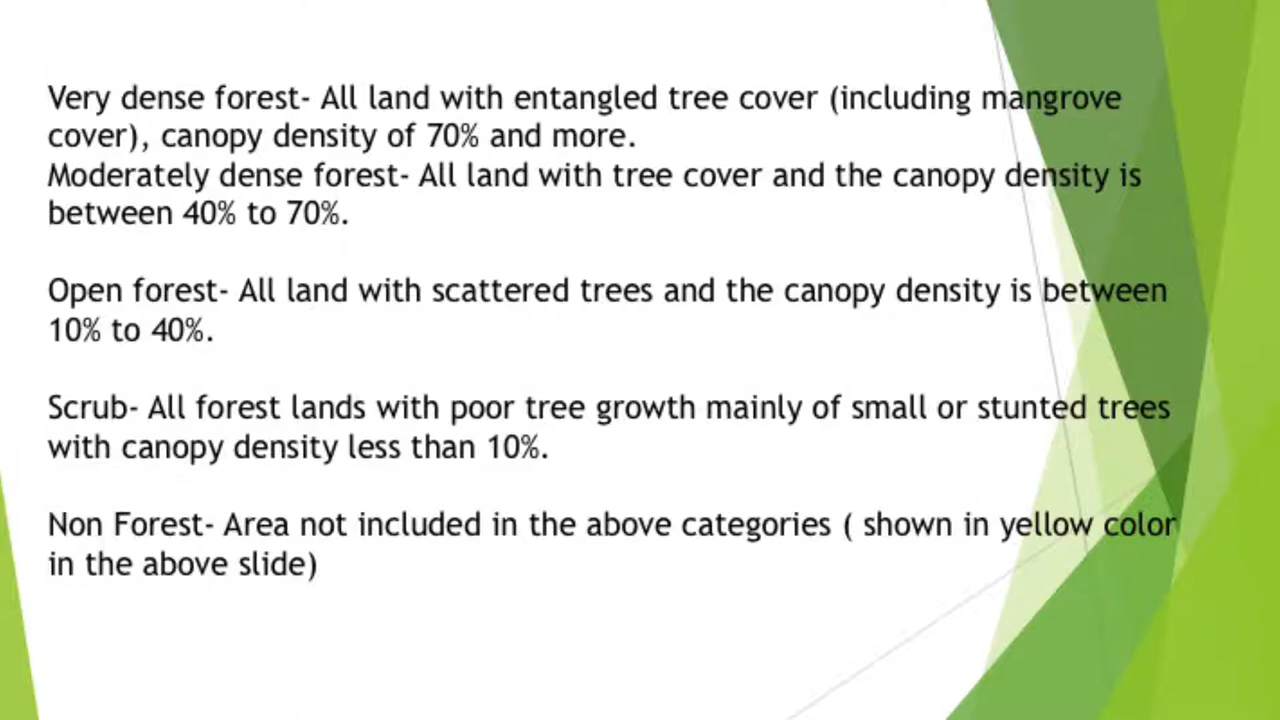 Very dense forest- All land with entangled tree cover (including mangrove
cover), canopy density of 70% and more.
Moderately dense forest- All land with tree cover and the canopy density is
between 40% to 70%.
Open forest- All land with scattered trees and the canopy density is between
10% to 40%.
Scrub- All forest lands with poor tree growth mainly of small or stunted trees
with canopy density less than 10%.
Non Forest- Area not included in the above categories ( shown in yellow color
in the above slide)